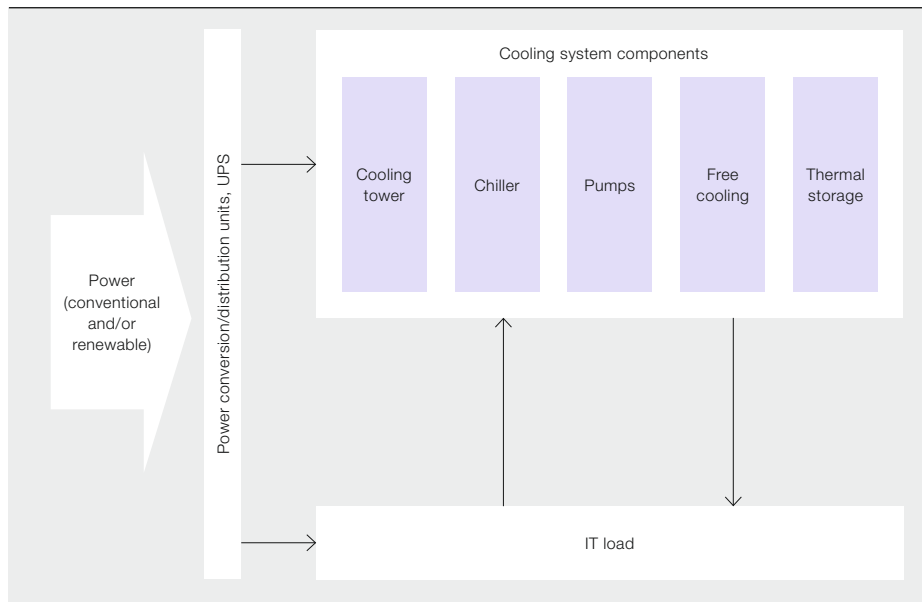 Cooling system components
Cooling
tower
Chiller
Pumps
Free
cooling
Thermal
storage
Power conversion/distribution units, UPS
Power
(conventional
and/or
renewable)
IT load